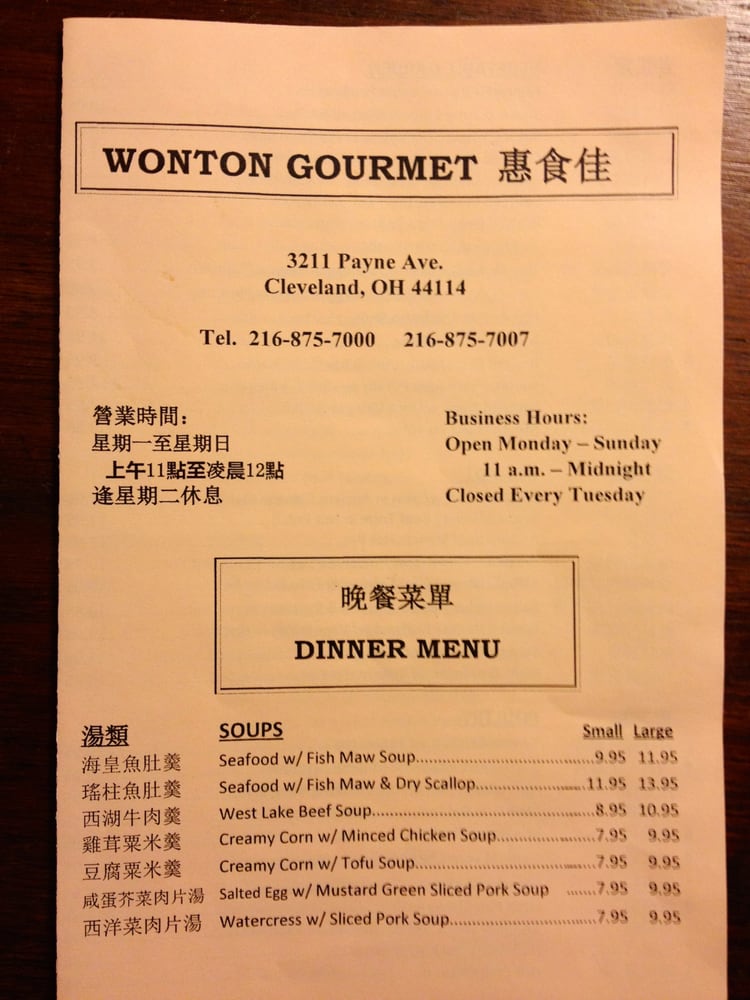 WONTON GOURMET 惠食佳
3211 Payne Ave.
Cleveland, OH 44114
Tel. 216-875-7000 216-875-7007
營業時間：
星期一至星期日
上午11點至凌晨12點
逢星期二休息
Business Hours:
Open Monday – Sunday
11 a.m. – Midnight
Closed Every Tuesday
晚餐菜單
DINNER MENU
湯類 SOUPS Small Large
海皇魚肚羹 Seafood w/ Fish Maw Soup 9.95 11.95
瑤柱魚肚羹 Seafood w/ Fish Maw & Dry Scallop 11.95 13.95
西湖牛肉羹 West Lake Beef Soup 8.95 10.95
雞茸粟米羹 Creamy Corn w/ Minced Chicken Soup 7.95 9.95
豆腐粟米羹 Creamy Corn w/ Tofu Soup 7.95 9.95
咸蛋芥菜肉片湯 Salted Egg w/ Mustard Green Sliced Pork Soup 7.95 9.95
西洋菜肉片湯 Watercress w/ Sliced Pork Soup 7.95 9.95